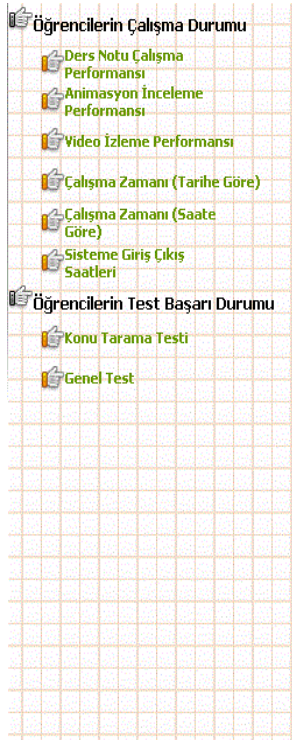 Öğrencilerin Çalışma Durumu
Ders Notu Çalışma
Performansı
Animasyon İnceleme
Performansı
Video İzleme Performansı
Çalışma Zamanı (Tarihe Göre)
Çalışma Zamanı (Saate
Göre)
Sisteme Giriş Çıkış
Saatleri
Öğrencilerin Test Başarı Durumu
Konu Tarama Testi
Genel Test